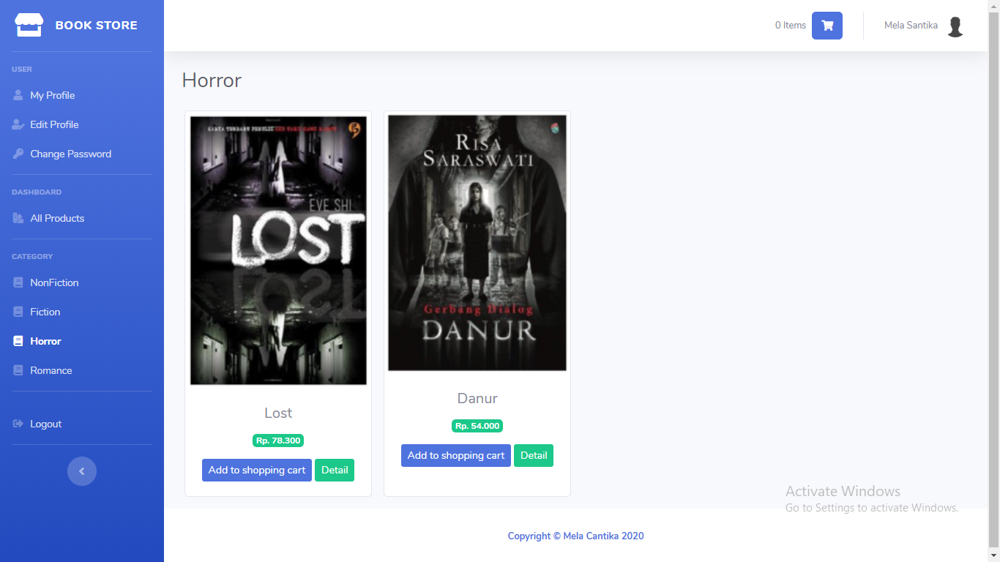 BOOK STORE
0 Items
Mela Santika
USER
My Profile
Edit Profile
Change Password
DASHBOARD
All Products
CATEGORY
NonFiction
Fiction
Horror
Romance
Logout
Horror
KARYA TERBARU PENULIS
EVE SHI
LOST
Lost
Rp. 78.300
Add to shopping cart
Detail
RISA
SARASWATI
Gerbang Dialog
DANUR
Danur
Rp. 54.000
Add to shopping cart
Detail
Activate Windows
Go to Settings to activate Windows.
Copyright © Mela Cantika 2020